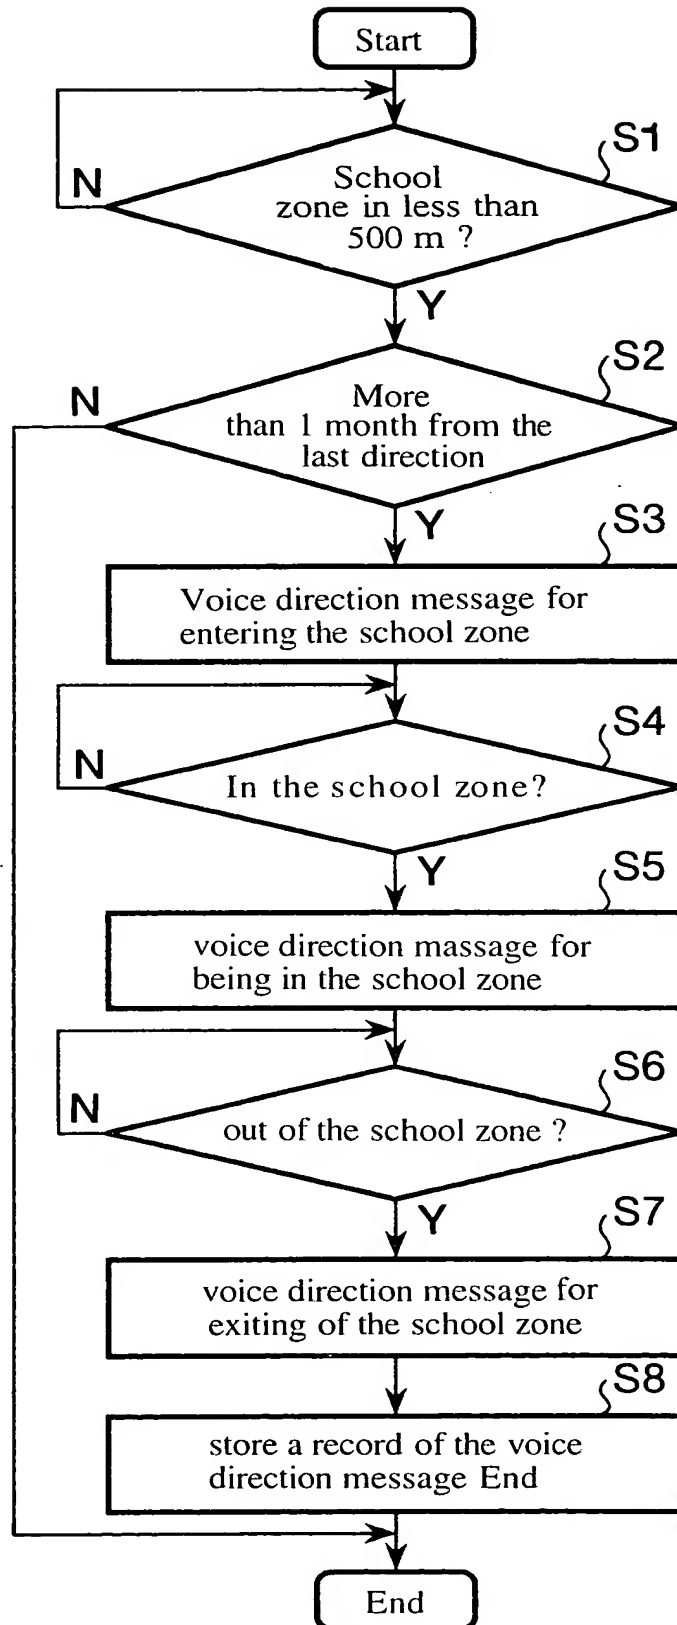 Start
S1
N
School
zone in less than
500 m ?
Y
S2
N
More
than 1 month from the
last direction
Y
S3
Voice direction message for
entering the school zone
S4
N
In the school zone?
Y
S5
voice direction massage for
being in the school zone
S6
N
out of the school zone ?
Y
S7
voice direction message for
exiting of the school zone
S8
store a record of the voice
direction message End
End